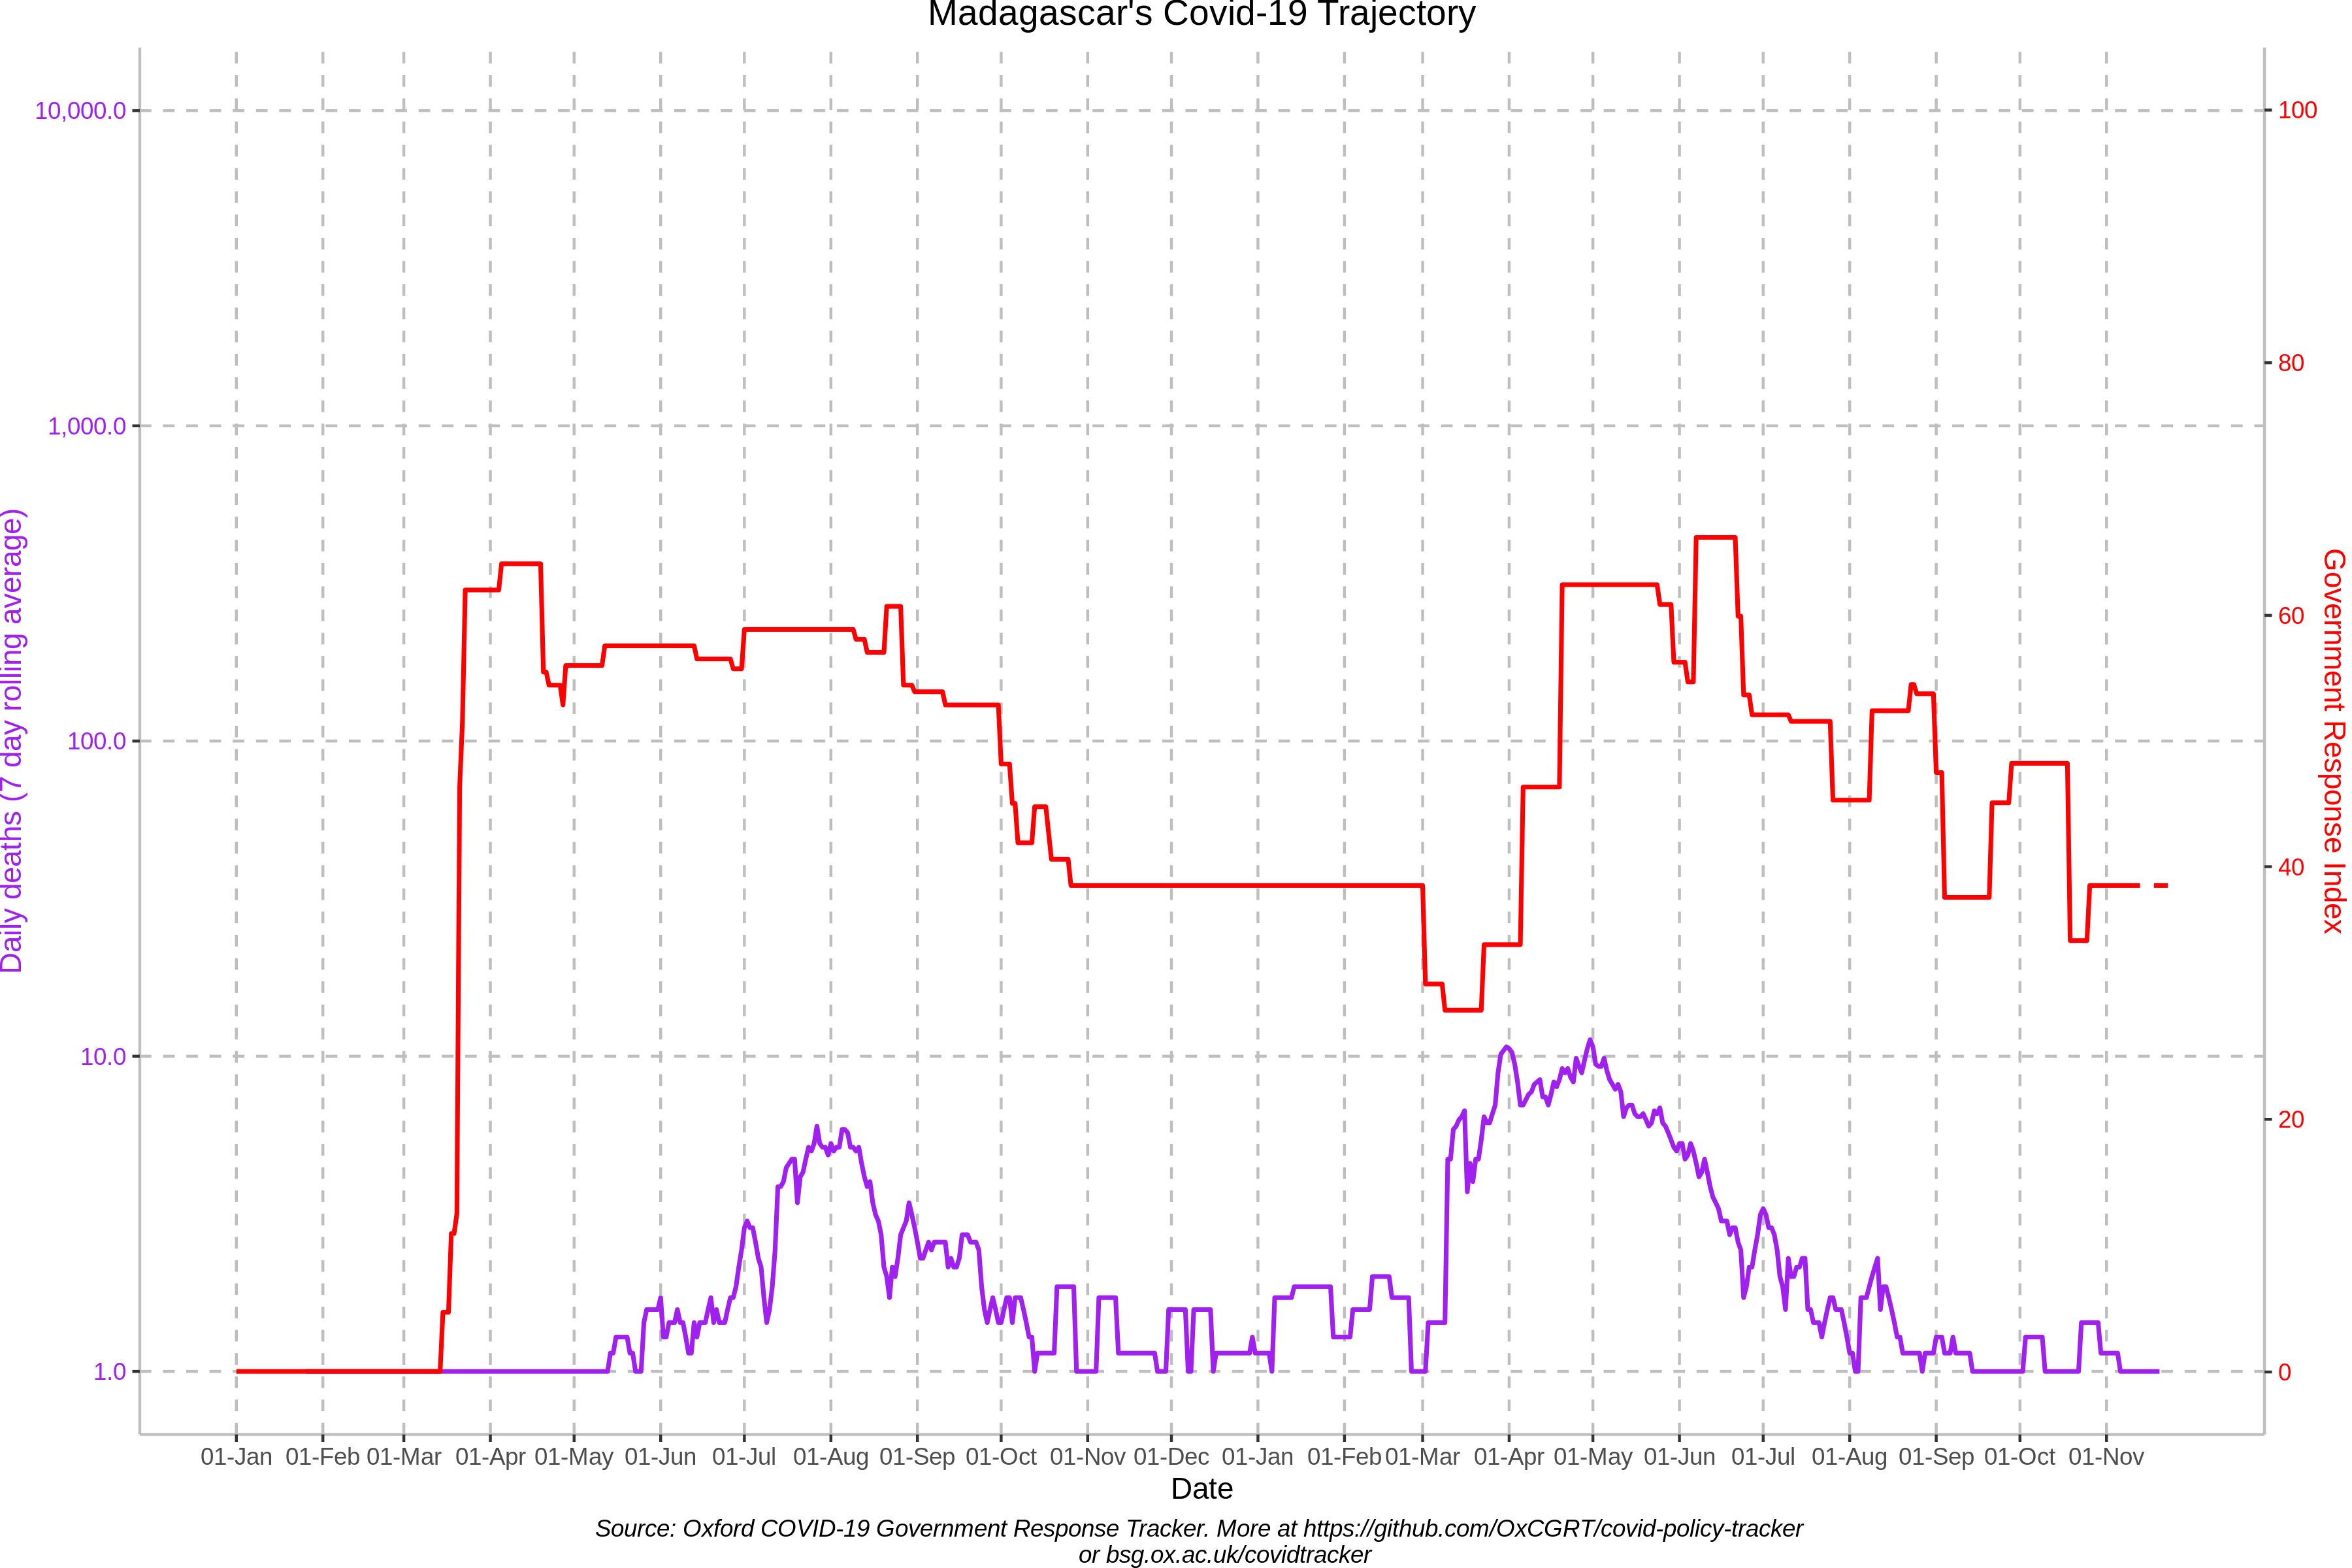 Madagascar's Covid-19 Trajectory
10,000.0
1,000.0
100.0
10.0
1.0
Daily deaths (7 day rolling average)
100
80
60
40
20
0
Government Response Index
01-Jan 01-Feb 01-Mar 01-Apr 01-May 01-Jun 01-Jul 01-Aug 01-Sep 01-Oct 01-Nov 01-Dec 01-Jan 01-Feb 01-Mar 01-Apr 01-May 01-Jun 01-Jul 01-Aug 01-Sep 01-Oct 01-Nov
Date
Source: Oxford COVID-19 Government Response Tracker. More at https://github.com/OxCGRT/covid-policy-tracker
or bsg.ox.ac.uk/covidtracker